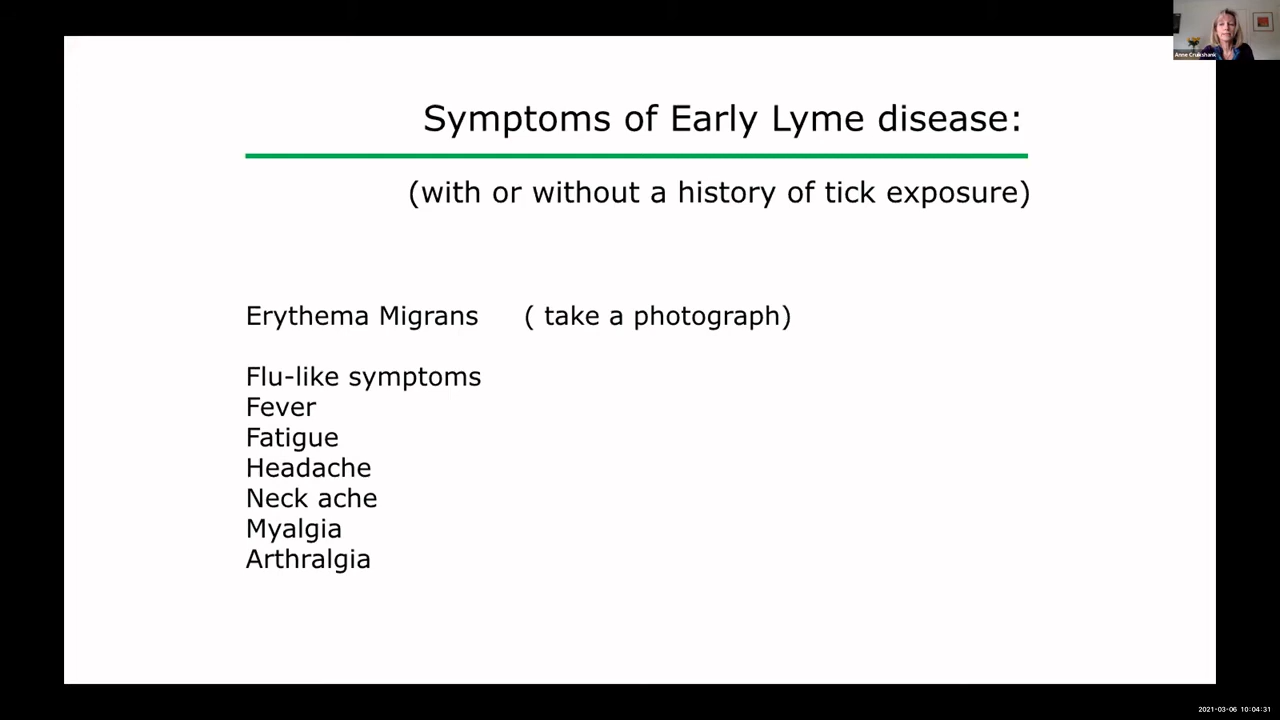 Anne Cruikshank
Symptoms of Early Lyme disease:
(with or without a history of tick exposure)
Erythema Migrans ( take a photograph)
Flu-like symptoms
Fever
Fatigue
Headache
Neck ache
Myalgia
Arthralgia
2021-03-06 10:04:31